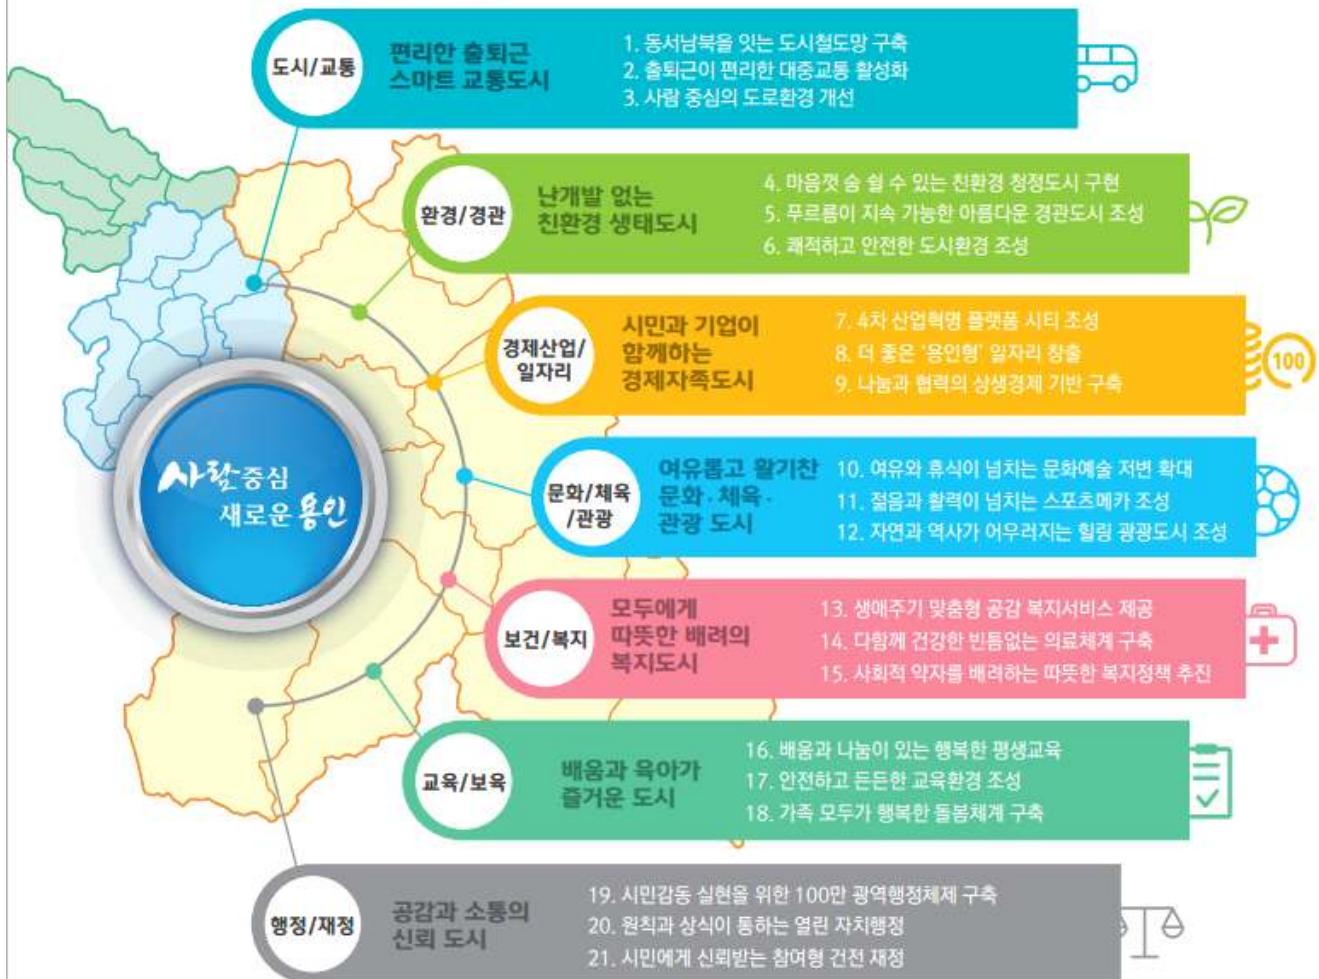 도시/교통
편리한 출퇴근
스마트 교통도시
1. 동서남북을 잇는 도시철도망 구축
2. 출퇴근이 편리한 대중교통 활성화
3. 사람 중심의 도로환경 개선
환경/경관
난개발 없는
친환경 생태도시
4. 마음껏 숨 쉴 수 있는 친환경 청정도시 구현
5. 푸르름이 지속 가능한 아름다운 경관도시 조성
6. 쾌적하고 안전한 도시환경 조성
경제산업/
일자리
시민과 기업이
함께하는
경제자족도시
7. 4차 산업혁명 플랫폼 시티 조성
8. 더 좋은 '용인형' 일자리 창출
9. 나눔과 협력의 상생경제 기반 구축
100
사람중심
새로운 용인
문화/체육
/관광
여유롭고 활기찬
문화·체육·
관광 도시
10. 여유와 휴식이 넘치는 문화예술 저변 확대
11. 젊음과 활력이 넘치는 스포츠메카 조성
12. 자연과 역사가 어우러지는 힐링 광광도시 조성
보건/복지
모두에게
따뜻한 배려의
복지도시
13. 생애주기 맞춤형 공감 복지서비스 제공
14. 다함께 건강한 빈틈없는 의료체계 구축
15. 사회적 약자를 배려하는 따뜻한 복지정책 추진
교육/보육
배움과 육아가
즐거운 도시
16. 배움과 나눔이 있는 행복한 평생교육
17. 안전하고 든든한 교육환경 조성
18. 가족 모두가 행복한 돌봄체계 구축
행정/재정
공감과 소통의
신뢰 도시
19. 시민감동 실현을 위한 100만 광역행정체제 구축
20. 원칙과 상식이 통하는 열린 자치행정
21. 시민에게 신뢰받는 참여형 건전 재정